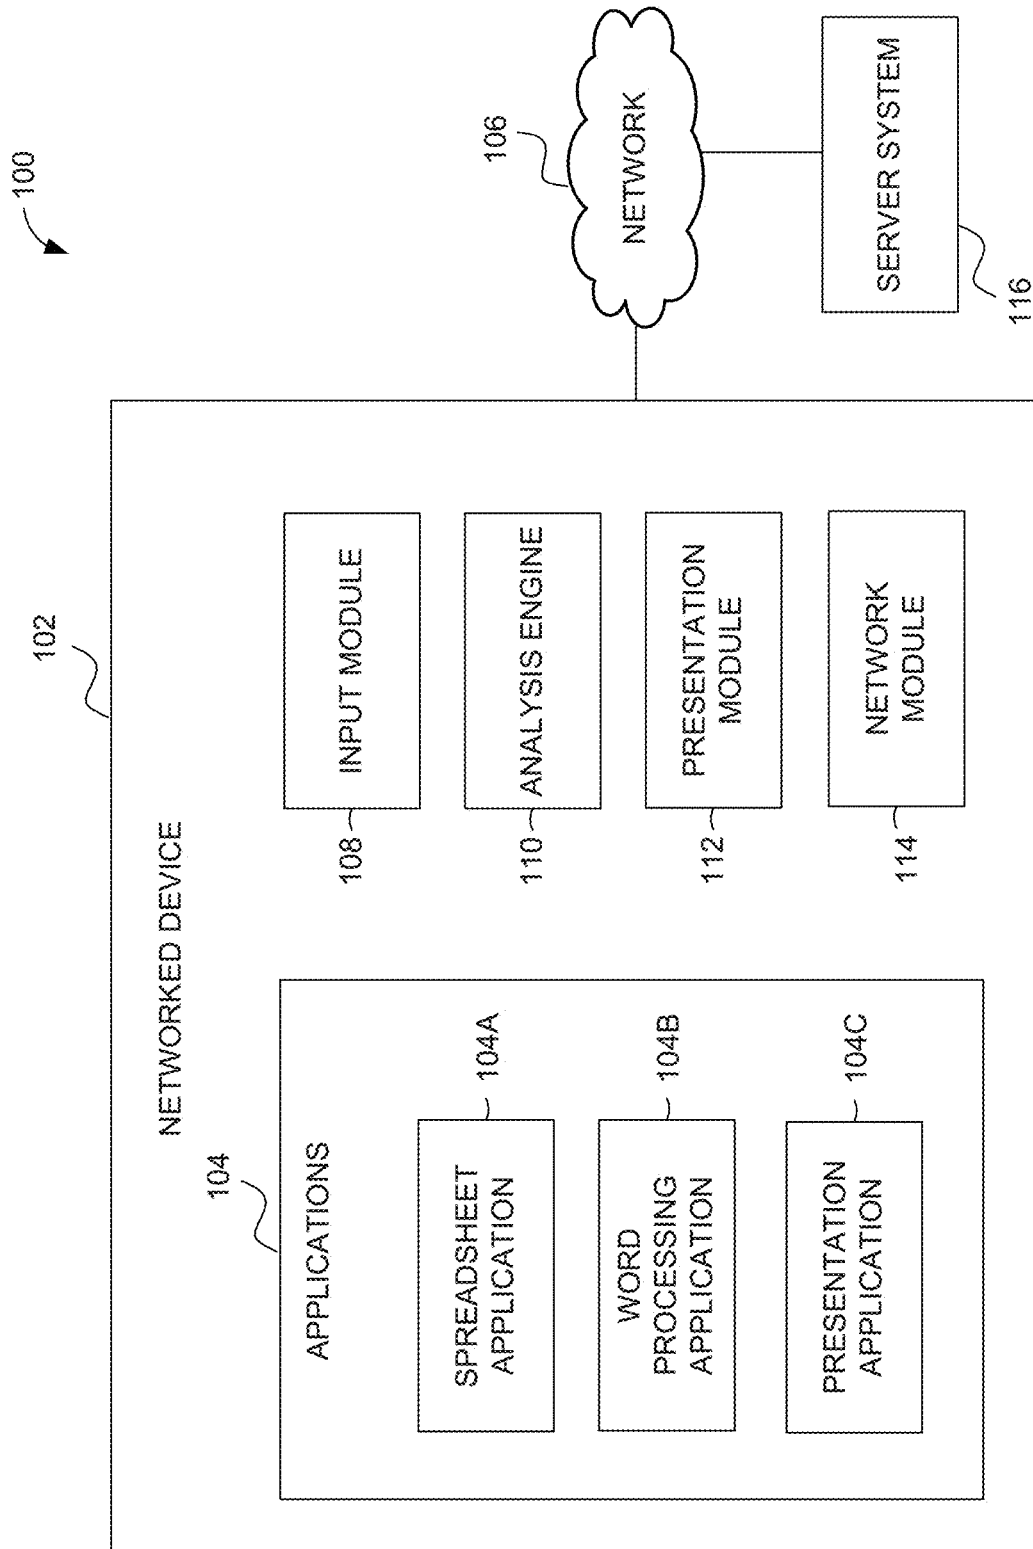 100
102
NETWORKED DEVICE
104
APPLICATIONS
SPREADSHEET
APPLICATION
104A
WORD
PROCESSING
APPLICATION
104B
PRESENTATION
APPLICATION
104C
INPUT MODULE
108
ANALYSIS ENGINE
110
PRESENTATION
MODULE
112
NETWORK
MODULE
114
106
NETWORK
SERVER SYSTEM
116